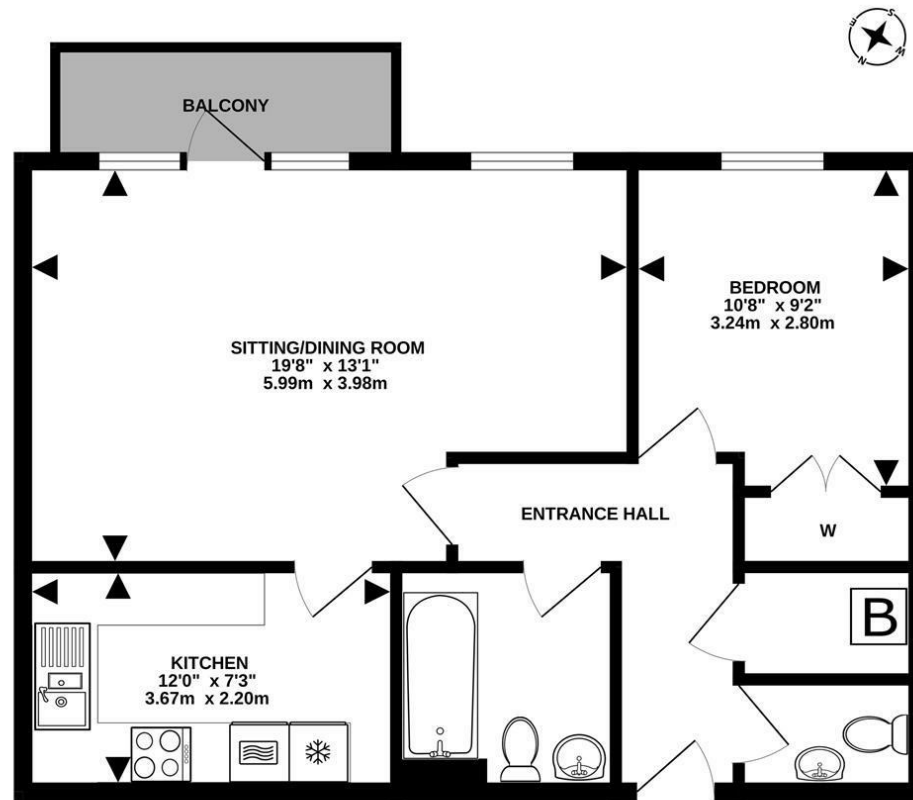 S
E
W
N
BALCONY
BEDROOM
10'8" x 9'2"
3.24m x 2.80m
SITTING/DINING ROOM
19'8" x 13'1"
5.99m x 3.98m
ENTRANCE HALL
W
B
KITCHEN
12'0" x 7'3"
3.67m x 2.20m